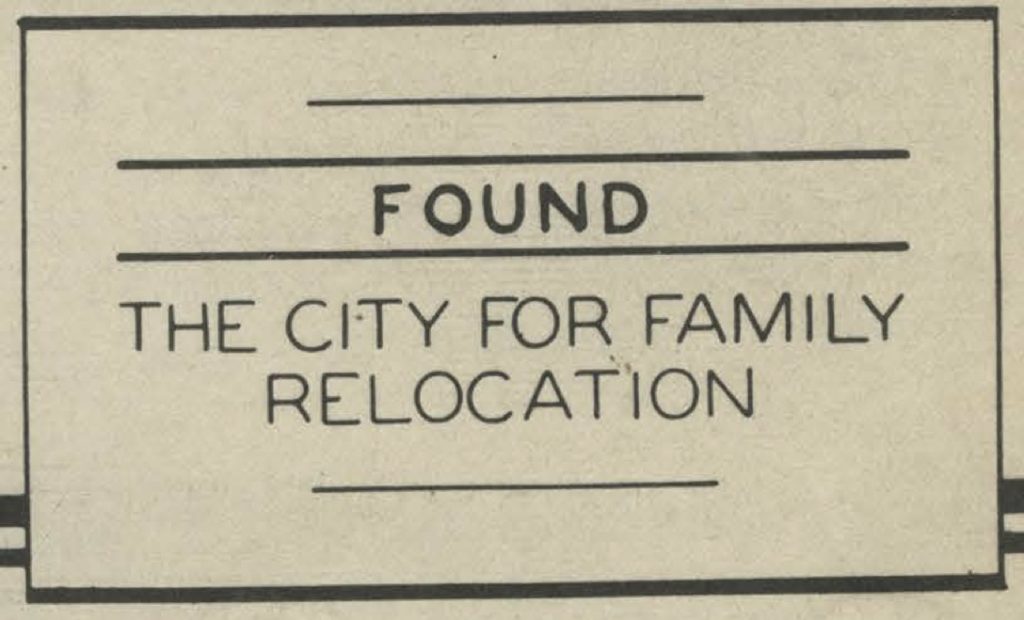 FOUND
THE CITY FOR FAMILY
RELOCATION